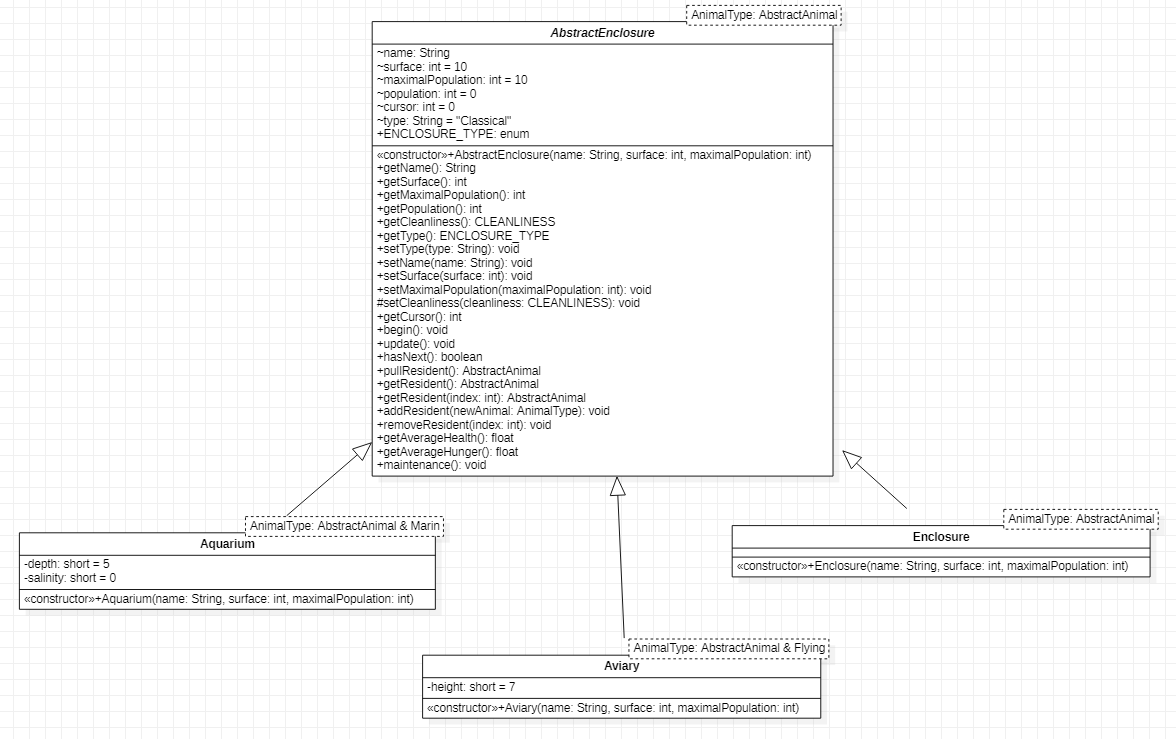 AnimalType: AbstractAnimal
AbstractEnclosure
~name: String
~surface: int = 10
~maximalPopulation: int = 10
~population: int = 0
~cursor: int = 0
~type: String = "Classical"
+ENCLOSURE_TYPE: enum
«constructor»+AbstractEnclosure(name: String, surface: int, maximalPopulation: int)
+getName(): String
+getSurface(): int
+getMaximalPopulation(): int
+getPopulation(): int
+getCleanliness(): CLEANLINESS
+getType(): ENCLOSURE_TYPE
+setType(type: String): void
+setName(name: String): void
+setSurface(surface: int): void
+setMaximalPopulation(maximalPopulation: int): void
#setCleanliness(cleanliness: CLEANLINESS): void
+getCursor(): int
+begin(): void
+update(): void
+hasNext(): boolean
+pullResident(): AbstractAnimal
+getResident(): AbstractAnimal
+getResident(index: int): AbstractAnimal
+addResident(newAnimal: AnimalType): void
+removeResident(index: int): void
+getAverageHealth(): float
+getAverageHunger(): float
+maintenance(): void
AnimalType: AbstractAnimal & Marin
Aquarium
-depth: short = 5
-salinity: short = 0
«constructor»+Aquarium(name: String, surface: int, maximalPopulation: int)
AnimalType: AbstractAnimal
Enclosure
«constructor»+Enclosure(name: String, surface: int, maximalPopulation: int)
AnimalType: AbstractAnimal & Flying
Aviary
-height: short = 7
«constructor»+Aviary(name: String, surface: int, maximalPopulation: int)